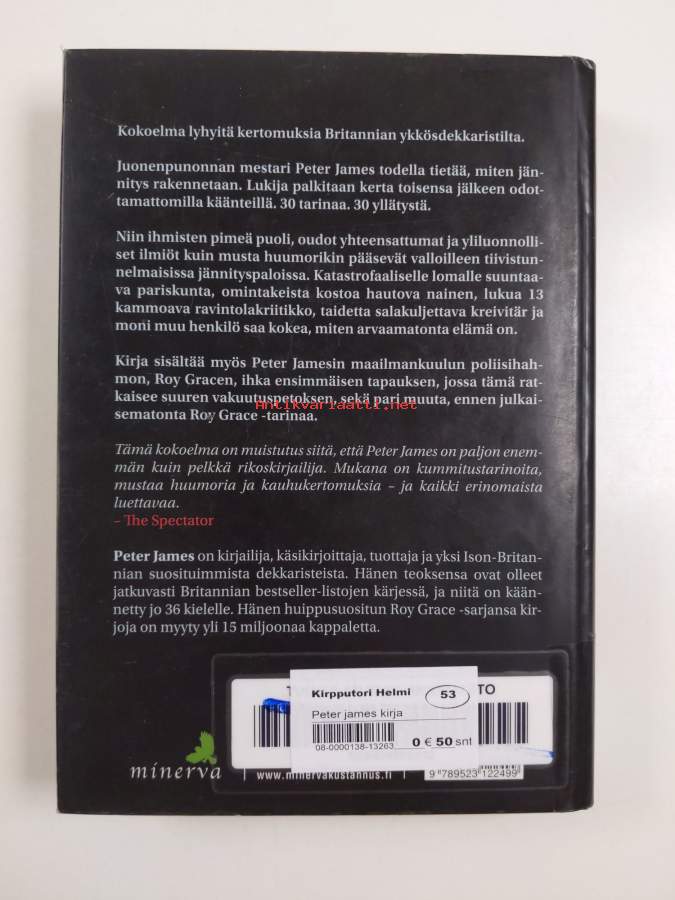 Kokoelma lyhyitä kertomuksia Britannian ykkösdekkaristilta.
Juonenpunonnan mestari Peter James todella tietää, miten jän-
nitys rakennetaan. Lukija palkitaan kerta toisensa jälkeen odot-
tamattomilla käänteillä. 30 tarinaa. 30 yllätystä.
Niin ihmisten pimeä puoli, oudot yhteensattumat ja yliluonnolli-
set ilmiöt kuin musta huumorikin pääsevät valloilleen tiivistun-
nelmaisissa jännityspaloissa. Katastrofaaliselle lomalle suuntaa-
va pariskunta, omintakeista kostoa hautova nainen, lukua 13
kammoava ravintolakriitikko, taidetta salakuljettava kreivitär ja
moni muu henkilö saa kokea, miten arvaamatonta elämä on.
Kirja sisältää myös Peter Jamesin maailmankuulun poliisihah-
mon, Roy Gracen, ihka ensimmäisen tapauksen, jossa tämä rat-
kaisee suuren vakuutuspetoksen, sekä pari muuta, ennen julkai-
Antikvariaatti.net
sematonta Roy Grace -tarinaa.
Tämä kokoelma on muistutus siitä, että Peter James on paljon enem-
män kuin pelkkä rikoskirjailija. Mukana on kummitustarinoita,
mustaa huumoria ja kauhukertomuksia – ja kaikki erinomaista
luettavaa.
– The Spectator
Peter James on kirjailija, käsikirjoittaja, tuottaja ja yksi Ison-Britan-
nian suosituimmista dekkaristeista. Hänen teoksensa ovat olleet
jatkuvasti Britannian bestseller-listojen kärjessä, ja niitä on kään-
netty jo 36 kielelle. Hänen huippusuositun Roy Grace -sarjansa kir-
joja on myyty yli 15 miljoonaa kappaletta.
Kirpputori Helmi 53
TO
Peter james kirja
08-0000138-13263 0 € 50 snt
minerva
www.minervakustannus.fi
9 789523 122499